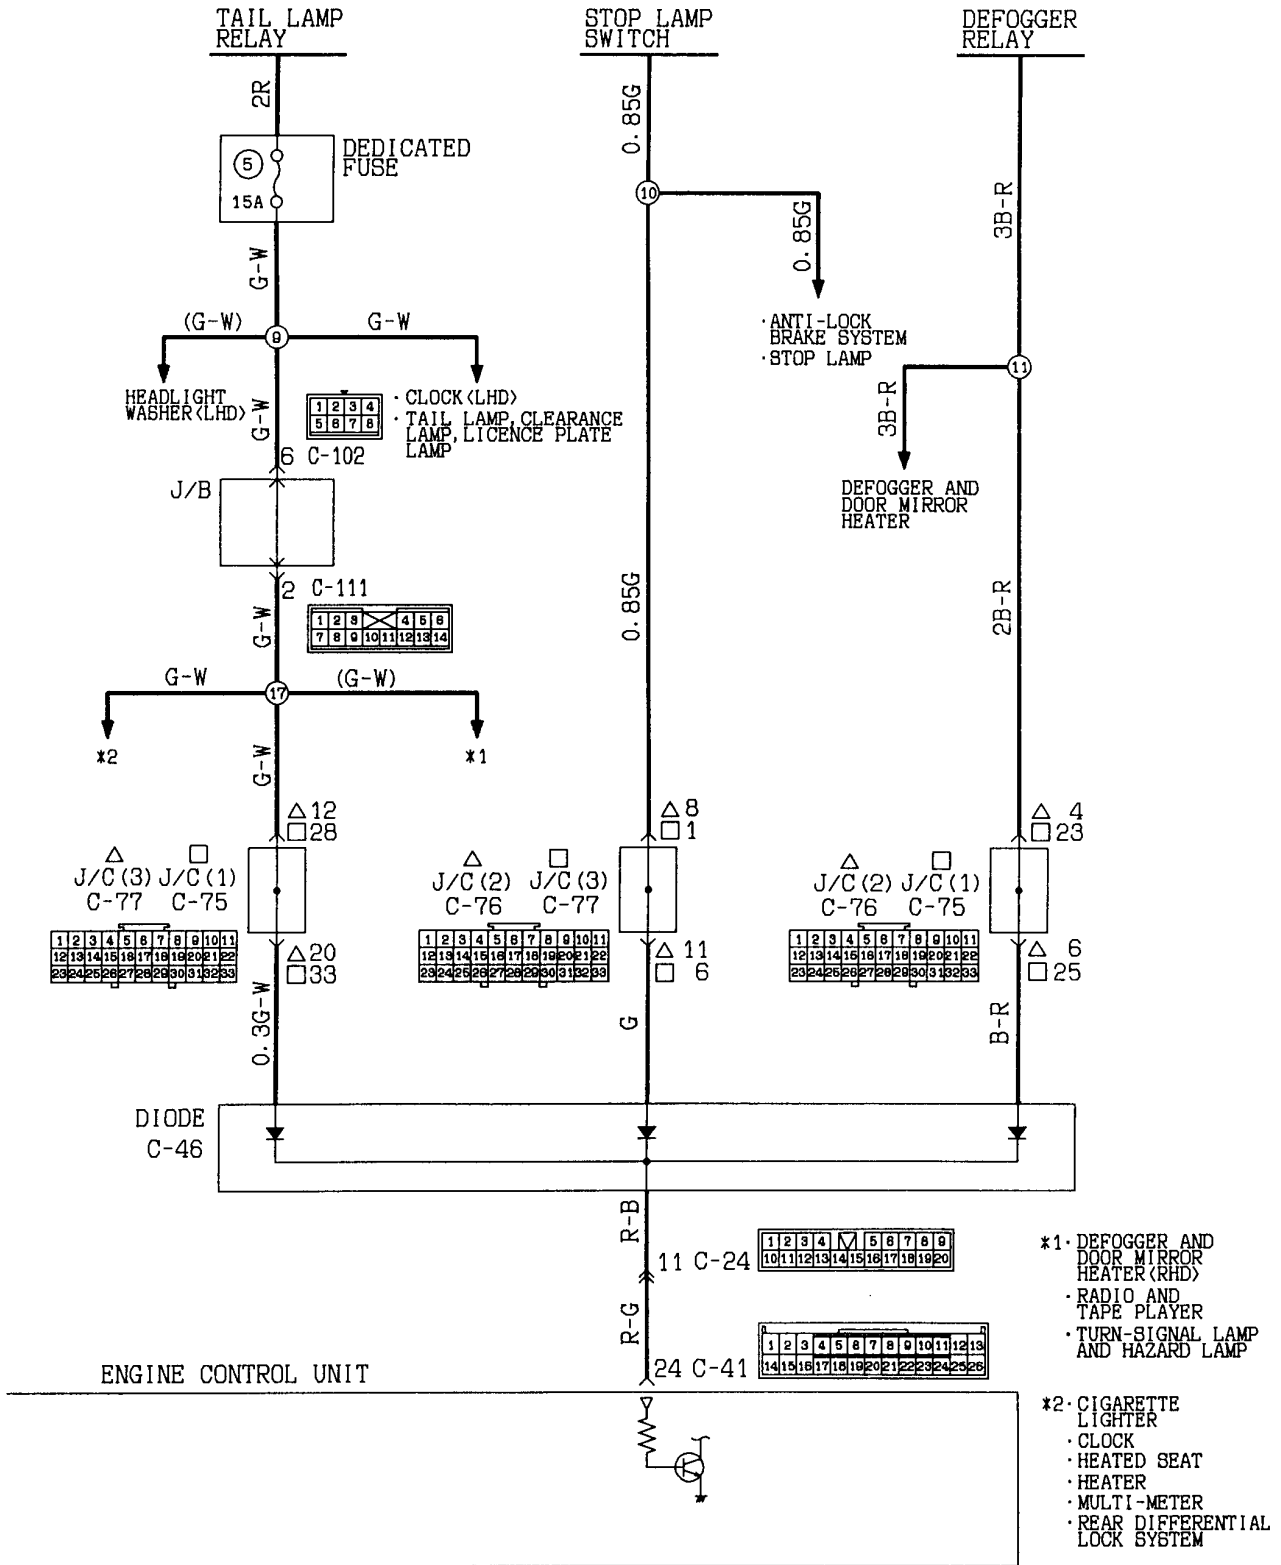 TAIL LAMP
RELAY
STOP LAMP
SWITCH
DEFOGGER
RELAY
2R
0.85G
3B-R
5
15A
DEDICATED
FUSE
10
0.85G
G-W
(G-W)
9
G-W
· ANTI-LOCK
BRAKE SYSTEM
· STOP LAMP
11
3B-R
HEADLIGHT
WASHER<LHD>
G-W
1 2 3 4
5 6 7 8
· CLOCK<LHD>
· TAIL LAMP, CLEARANCE
LAMP, LICENCE PLATE
LAMP
6 C-102
J/B
DEFOGGER AND
DOOR MIRROR
HEATER
2 C-111
G-W
1 2 3 4 5 6
7 8 9 10 11 12 13 14
0.85G
2B-R
G-W
17
(G-W)
*2
G-W
*1
△12
□28
△8
□1
△ 4
□23
△ □
J/C(3) J/C(1)
C-77 C-75
△ □
J/C(2) J/C(3)
C-76 C-77
△ □
J/C(2) J/C(1)
C-76 C-75
1 2 3 4 5 6 7 8 9 10 11
12 13 14 15 16 17 18 19 20 21 22
23 24 25 26 27 28 29 30 31 32 33
1 2 3 4 5 6 7 8 9 10 11
12 13 14 15 16 17 18 19 20 21 22
23 24 25 26 27 28 29 30 31 32 33
1 2 3 4 5 6 7 8 9 10 11
12 13 14 15 16 17 18 19 20 21 22
23 24 25 26 27 28 29 30 31 32 33
△20
□33
△ 11
□ 6
△ 6
□25
0.3G-W
G
B-R
DIODE
C-46
R-B
11 C-24
1 2 3 4 5 6 7 8 9
10 11 12 13 14 15 16 17 18 19 20
R-G
24 C-41
1 2 3 4 5 6 7 8 9 10 11 12 13
14 15 16 17 18 19 20 21 22 23 24 25 26
ENGINE CONTROL UNIT
*1 · DEFOGGER AND
DOOR MIRROR
HEATER<RHD>
· RADIO AND
TAPE PLAYER
· TURN-SIGNAL LAMP
AND HAZARD LAMP
*2 · CIGARETTE
LIGHTER
· CLOCK
· HEATED SEAT
· HEATER
· MULTI-METER
· REAR DIFFERENTIAL
LOCK SYSTEM